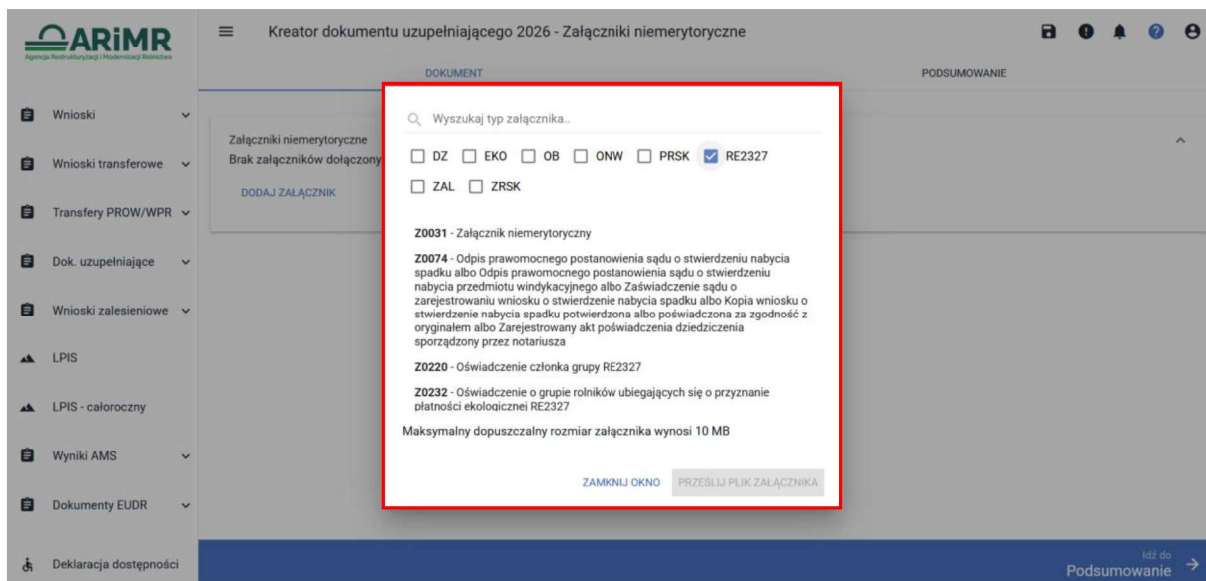 ARiMR
Agencja Restrukturyzacji i Modernizacji Rolnictwa
Kreator dokumentu uzupełniającego 2026 - Załączniki niemerytoryczne
DOKUMENT
PODSUMOWANIE
Wnioski
Wnioski transferowe
Transfery PROW/WPR
Dok. uzupełniające
Wnioski zalesieniowe
LPIS
LPIS - całoroczny
Wyniki AMS
Dokumenty EUDR
Deklaracja dostępności
Załączniki niemerytoryczne
Brak załączników dołączony
DODAJ ZAŁĄCZNIK
Wyszukaj typ załącznika..
DZ EKO OB ONW PRSK RE2327
ZAL ZRSK
Z0031 - Załącznik niemerytoryczny
Z0074 - Odpis prawomocnego postanowienia sądu o stwierdzeniu nabycia
spadku albo Odpis prawomocnego postanowienia sądu o stwierdzeniu
nabycia przedmiotu windykacyjnego albo Zaświadczenie sądu o
zarejestrowaniu wniosku o stwierdzenie nabycia spadku albo Kopia wniosku o
stwierdzenie nabycia spadku potwierdzona albo poświadczona za zgodność z
oryginałem albo Zarejestrowany akt poświadczenia dziedziczenia
sporządzony przez notariusza
Z0220 - Oświadczenie członka grupy RE2327
Z0232 - Oświadczenie o grupie rolników ubiegających się o przyznanie
płatności ekologicznej RE2327
Maksymalny dopuszczalny rozmiar załącznika wynosi 10 MB
ZAMKNIJ OKNO PRZEŚLIJ PLIK ZAŁĄCZNIKA
Idź do
Podsumowanie